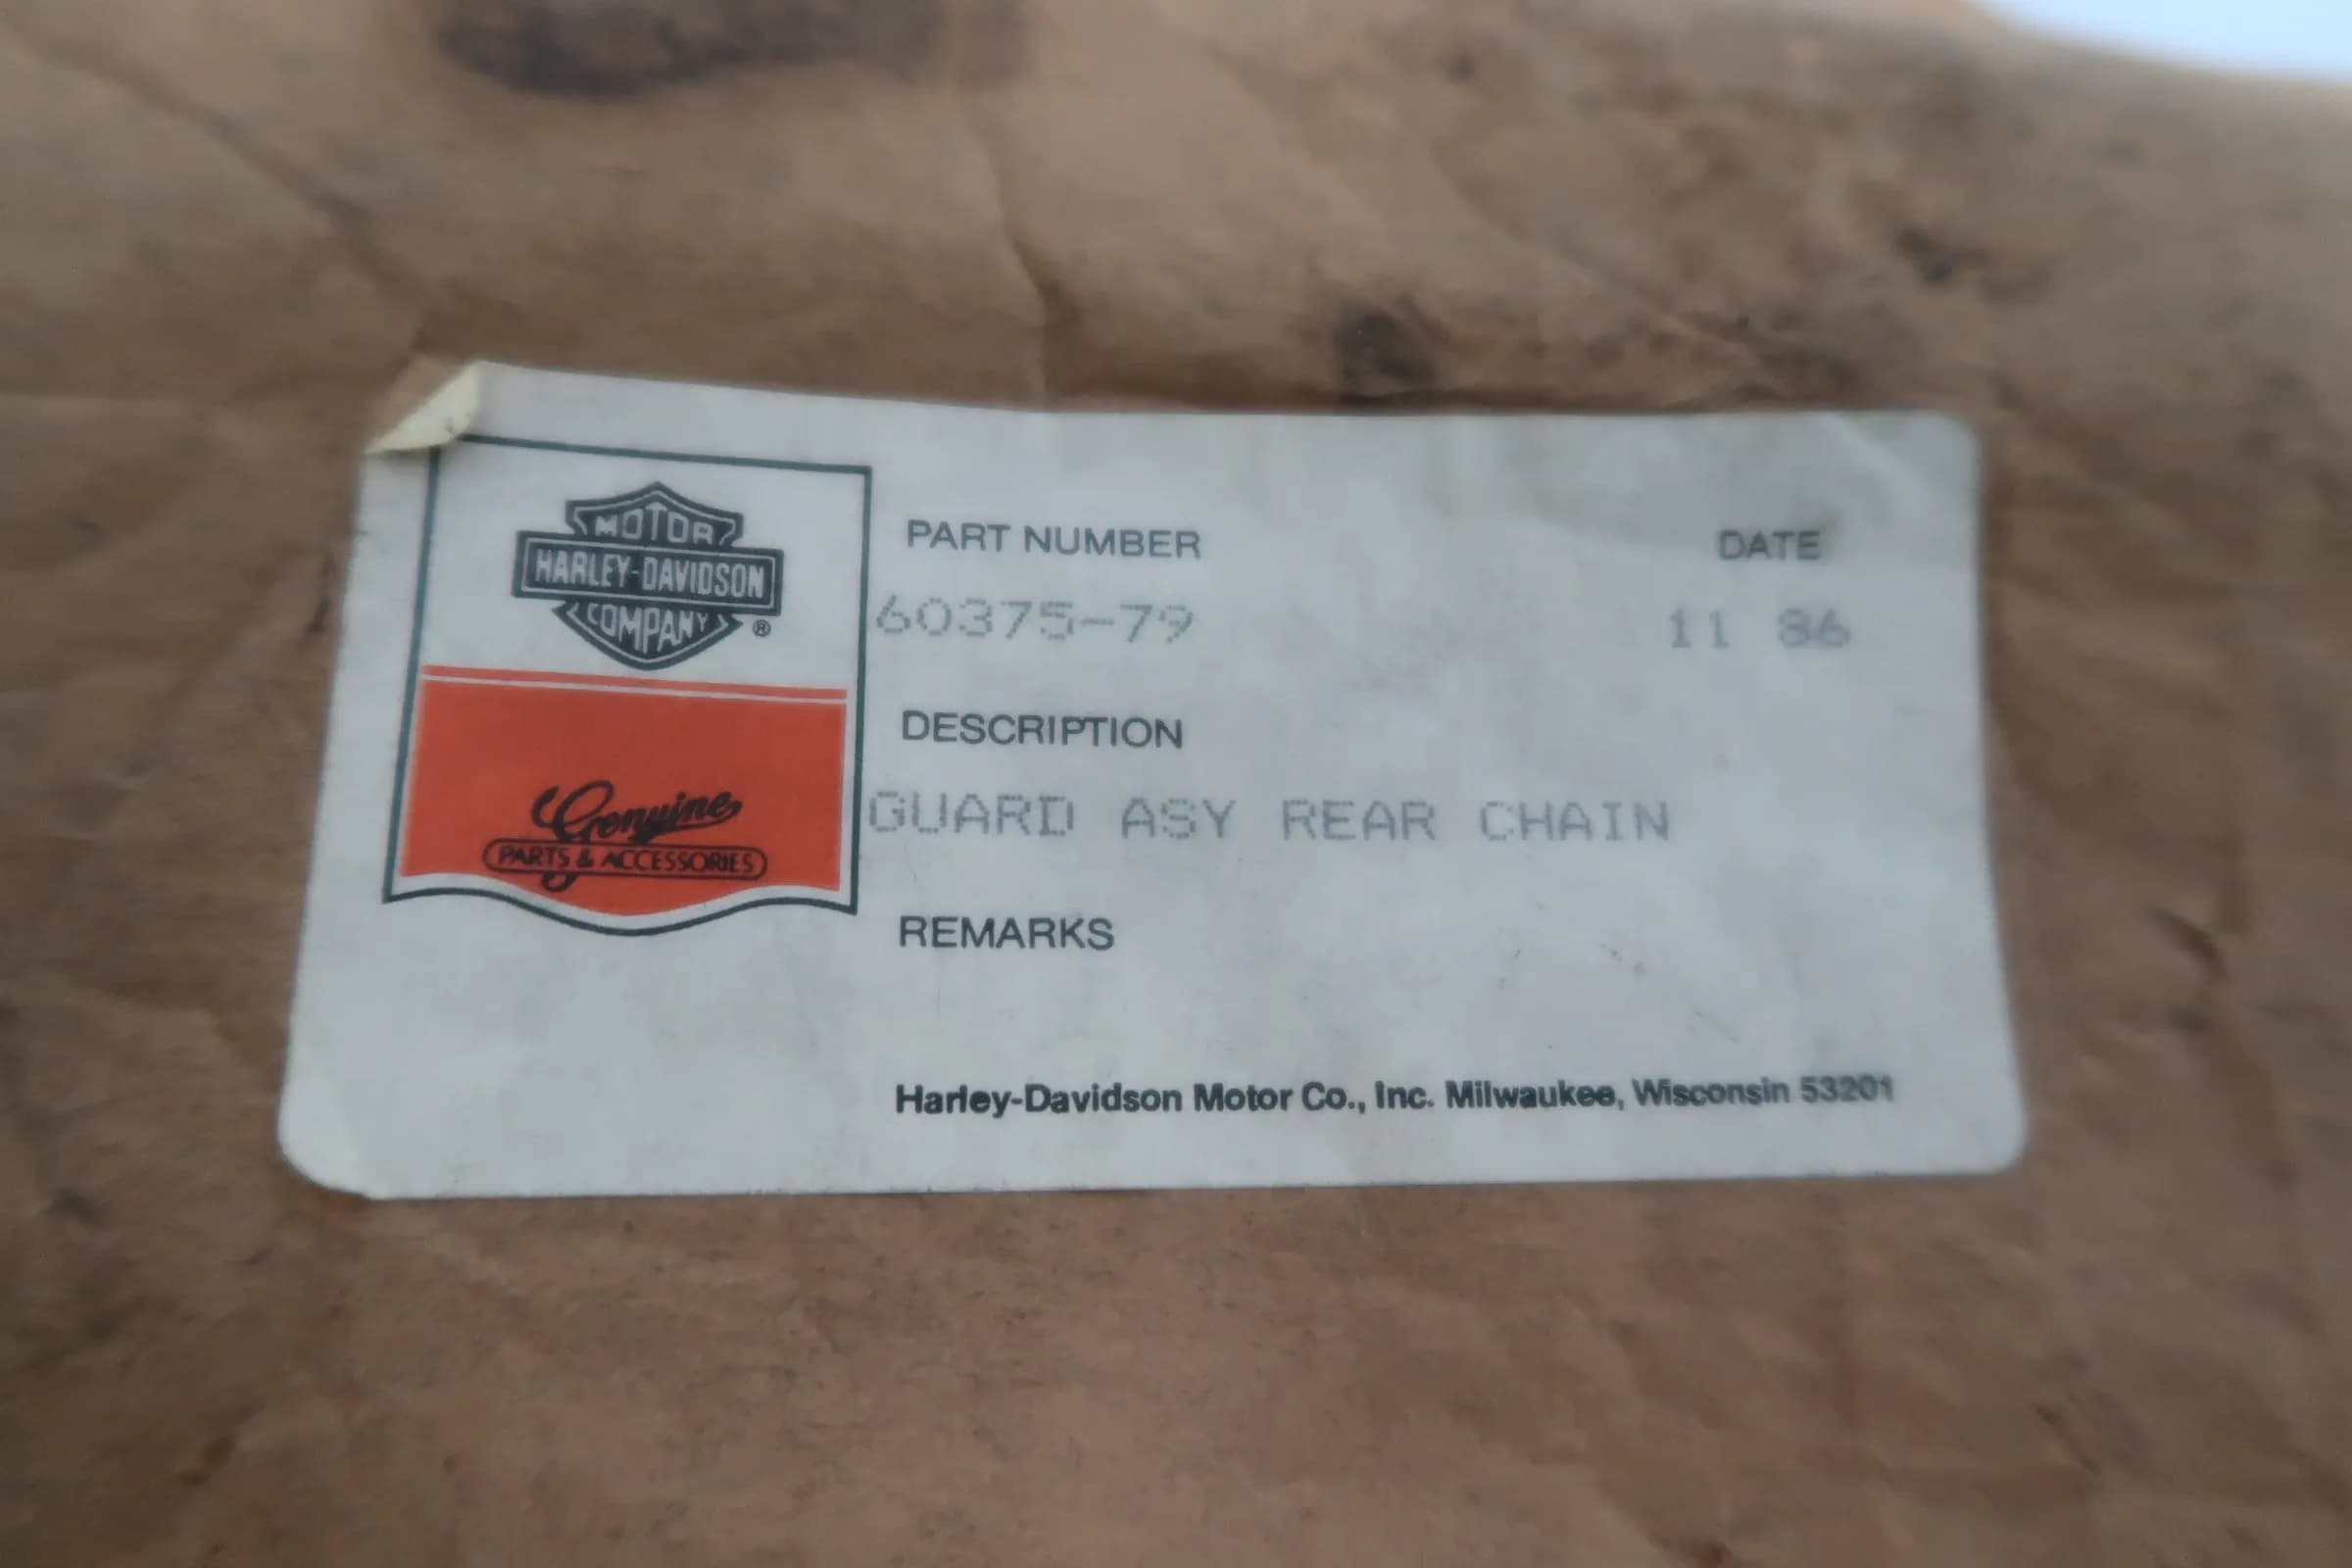 MOTOR
HARLEY-DAVIDSON
COMPANY ®
Genuine
PARTS & ACCESSORIES
PART NUMBER
60375-79
DATE
11 86
DESCRIPTION
GUARD ASY REAR CHAIN
REMARKS
Harley-Davidson Motor Co., Inc. Milwaukee, Wisconsin 53201